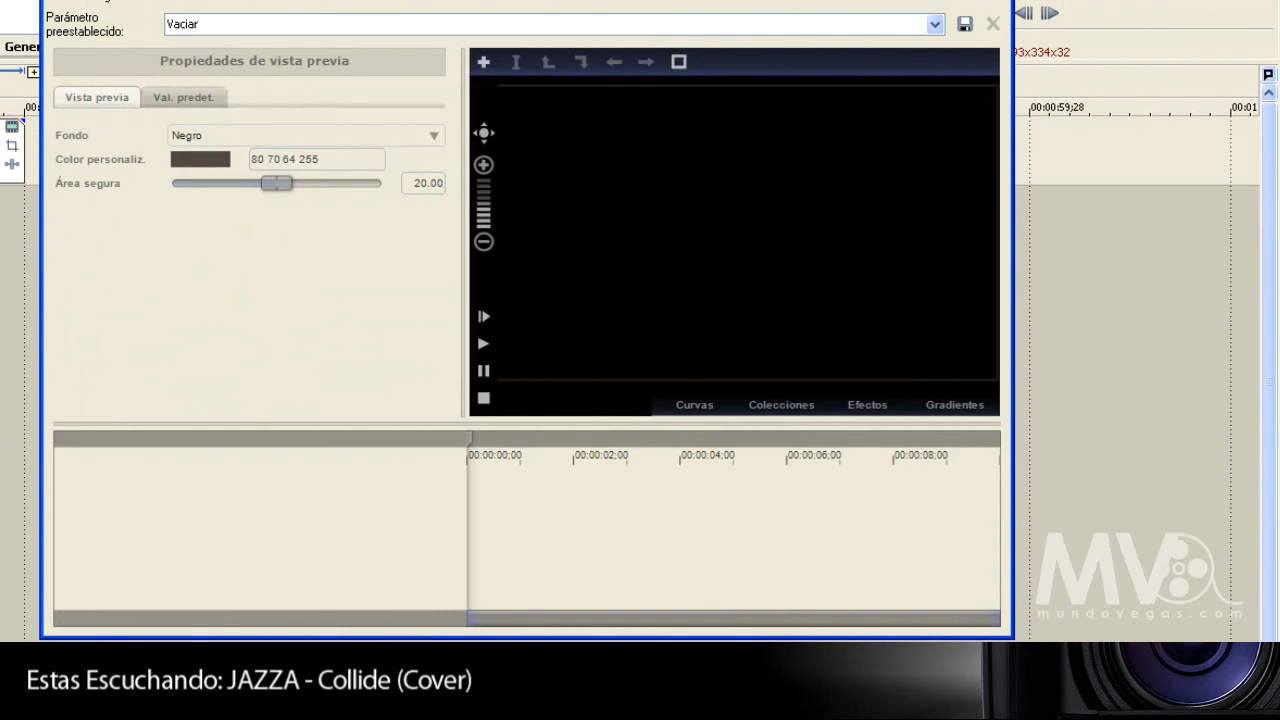 Parámetro
preestablecido:
Vaciar
93x334x32
Gener
Propiedades de vista previa
Vista previa
Val. predet.
00:
00:00:59;28
00:01
Fondo
Negro
Color personaliz.
80 70 64 255
Área segura
20.00
Curvas
Colecciones
Efectos
Gradientes
00:00:00;00
00:00:02;00
00:00:04;00
00:00:06;00
00:00:08;00
MV
mundovegas.com
Estas Escuchando: JAZZA - Collide (Cover)